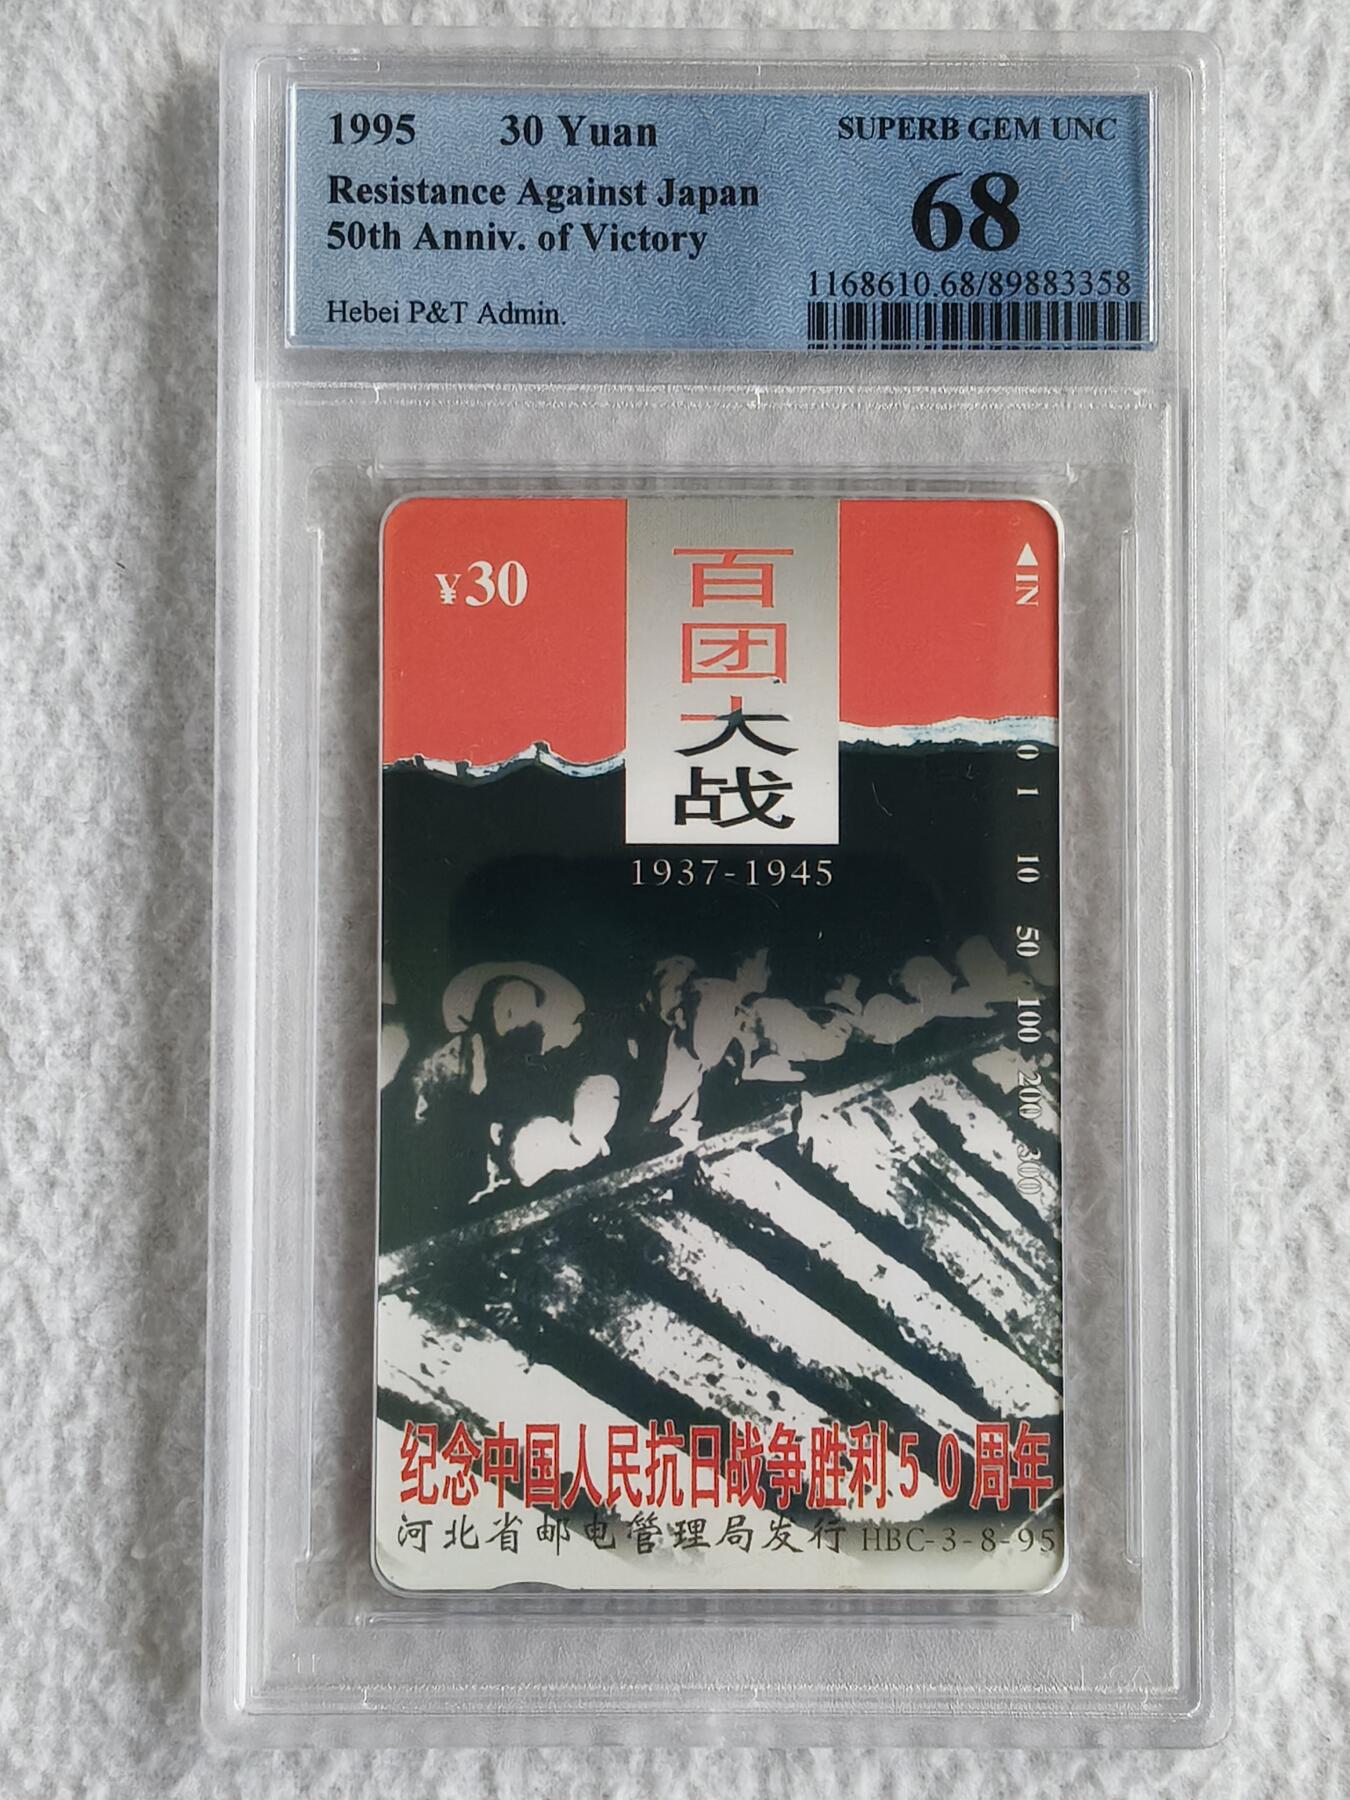 1995 30 Yuan SUPERB GEM UNC
Resistance Against Japan 68
50th Anniv. of Victory
1168610.68/89883358
Hebei P&T Admin.
¥30
百团大战
1937-1945
◀IN
0 1 10 50 100 200 300
纪念中国人民抗日战争胜利50周年
河北省邮电管理局发行 HBC-3-8-95